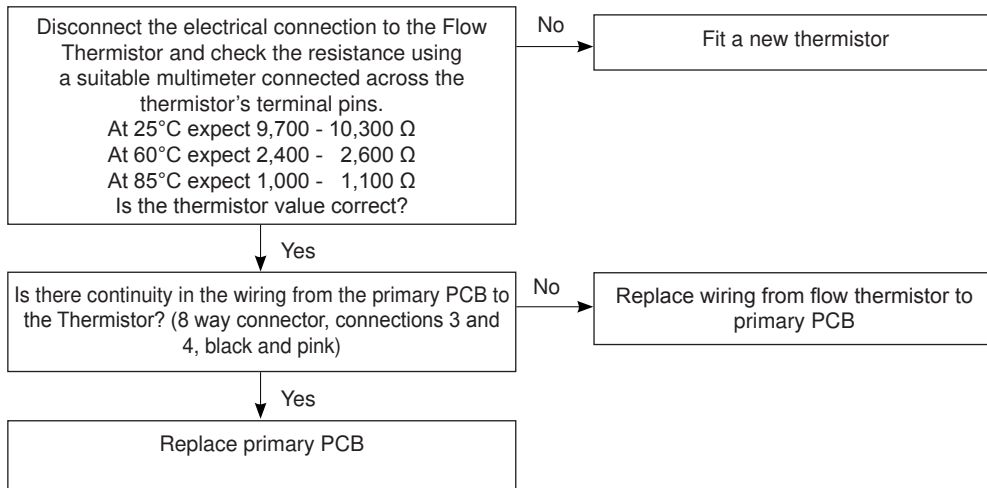 Disconnect the electrical connection to the Flow
Thermistor and check the resistance using
a suitable multimeter connected across the
thermistor's terminal pins.
At 25°C expect 9,700 - 10,300 Ω
At 60°C expect 2,400 - 2,600 Ω
At 85°C expect 1,000 - 1,100 Ω
Is the thermistor value correct?
No
Fit a new thermistor
Yes
Is there continuity in the wiring from the primary PCB to
the Thermistor? (8 way connector, connections 3 and
4, black and pink)
No
Replace wiring from flow thermistor to
primary PCB
Yes
Replace primary PCB